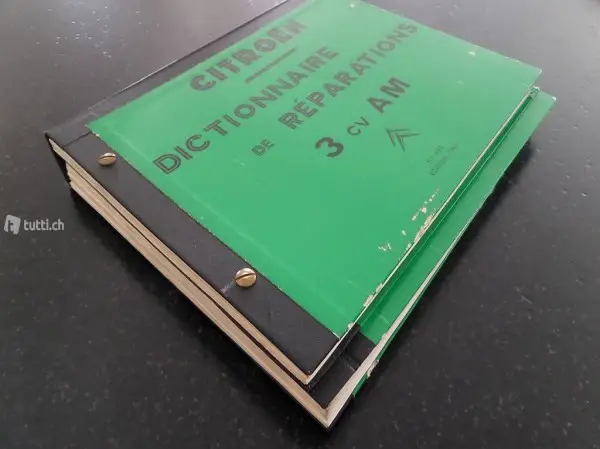 CITROËN
DICTIONNAIRE
DE RÉPARATIONS
3 CV AM
tutti.ch